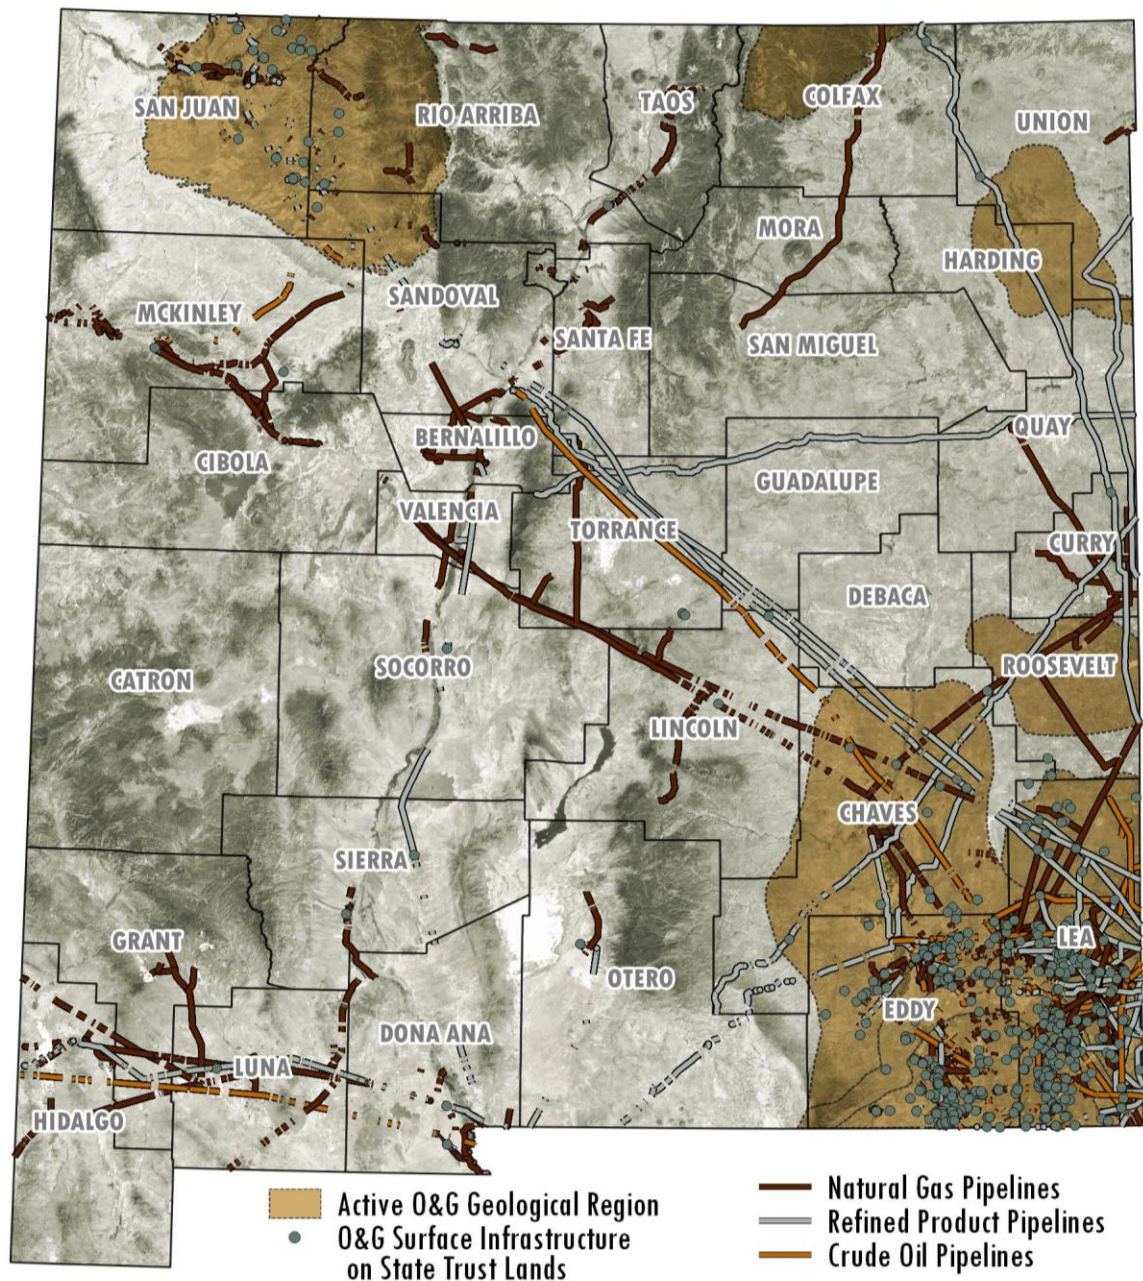 SAN JUAN
RIO ARRIBA
TAOS
COLFAX
UNION
MORA
HARDING
MCKINLEY
SANDOVAL
SANTA FE
SAN MIGUEL
QUAY
BERNALILLO
CIBOLA
GUADALUPE
VALENCIA
TORRANCE
CURRY
DEBACA
CATRON
SOCORRO
ROOSEVELT
LINCOLN
CHAVES
SIERRA
GRANT
LEA
OTERO
EDDY
DONA ANA
LUNA
HIDALGO
Active O&G Geological Region
O&G Surface Infrastructure
on State Trust Lands
Natural Gas Pipelines
Refined Product Pipelines
Crude Oil Pipelines